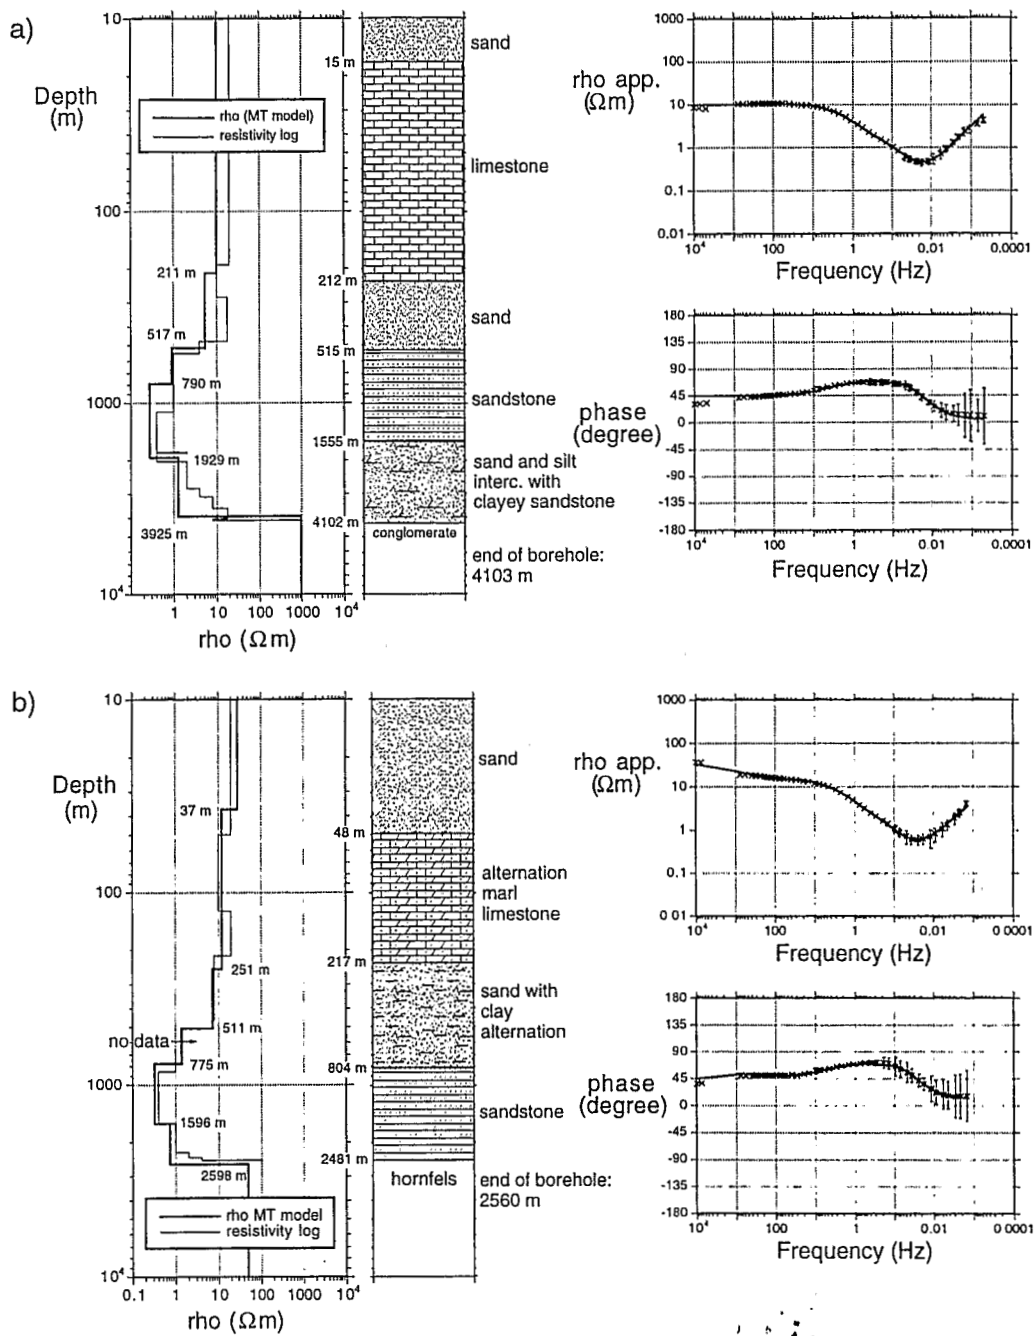 a)
Depth
(m)
10
100
1000
10⁴
rho (MT model)
resistivity log
211 m
517 m
790 m
1929 m
3925 m
0.1
1
10
100
1000
10⁴
rho (Ωm)
15 m
212 m
515 m
1555 m
4102 m
sand
limestone
sand
sandstone
sand and silt
interc. with
clayey sandstone
conglomerate
end of borehole:
4103 m
rho app.
(Ωm)
1000
100
10
1
0.1
0.01
10⁴
100
1
0.01
0.0001
Frequency (Hz)
phase
(degree)
180
135
90
45
0
-45
-90
-135
-180
10⁴
100
1
0.01
0.0001
Frequency (Hz)
b)
Depth
(m)
10
100
1000
10⁴
37 m
251 m
511 m
no data
775 m
1596 m
2598 m
rho MT model
resistivity log
0.1
1
10
100
1000
10⁴
rho (Ωm)
48 m
217 m
804 m
2481 m
sand
alternation
marl
limestone
sand with
clay
alternation
sandstone
hornfels
end of borehole:
2560 m
rho app.
(Ωm)
1000
100
10
1
0.1
0 01
10⁴
100
1
0.01
0 0001
Frequency (Hz)
phase
(degree)
180
135
90
45
0
-45
-90
-135
-180
10⁴
100
1
0.01
0 0001
Frequency (Hz)